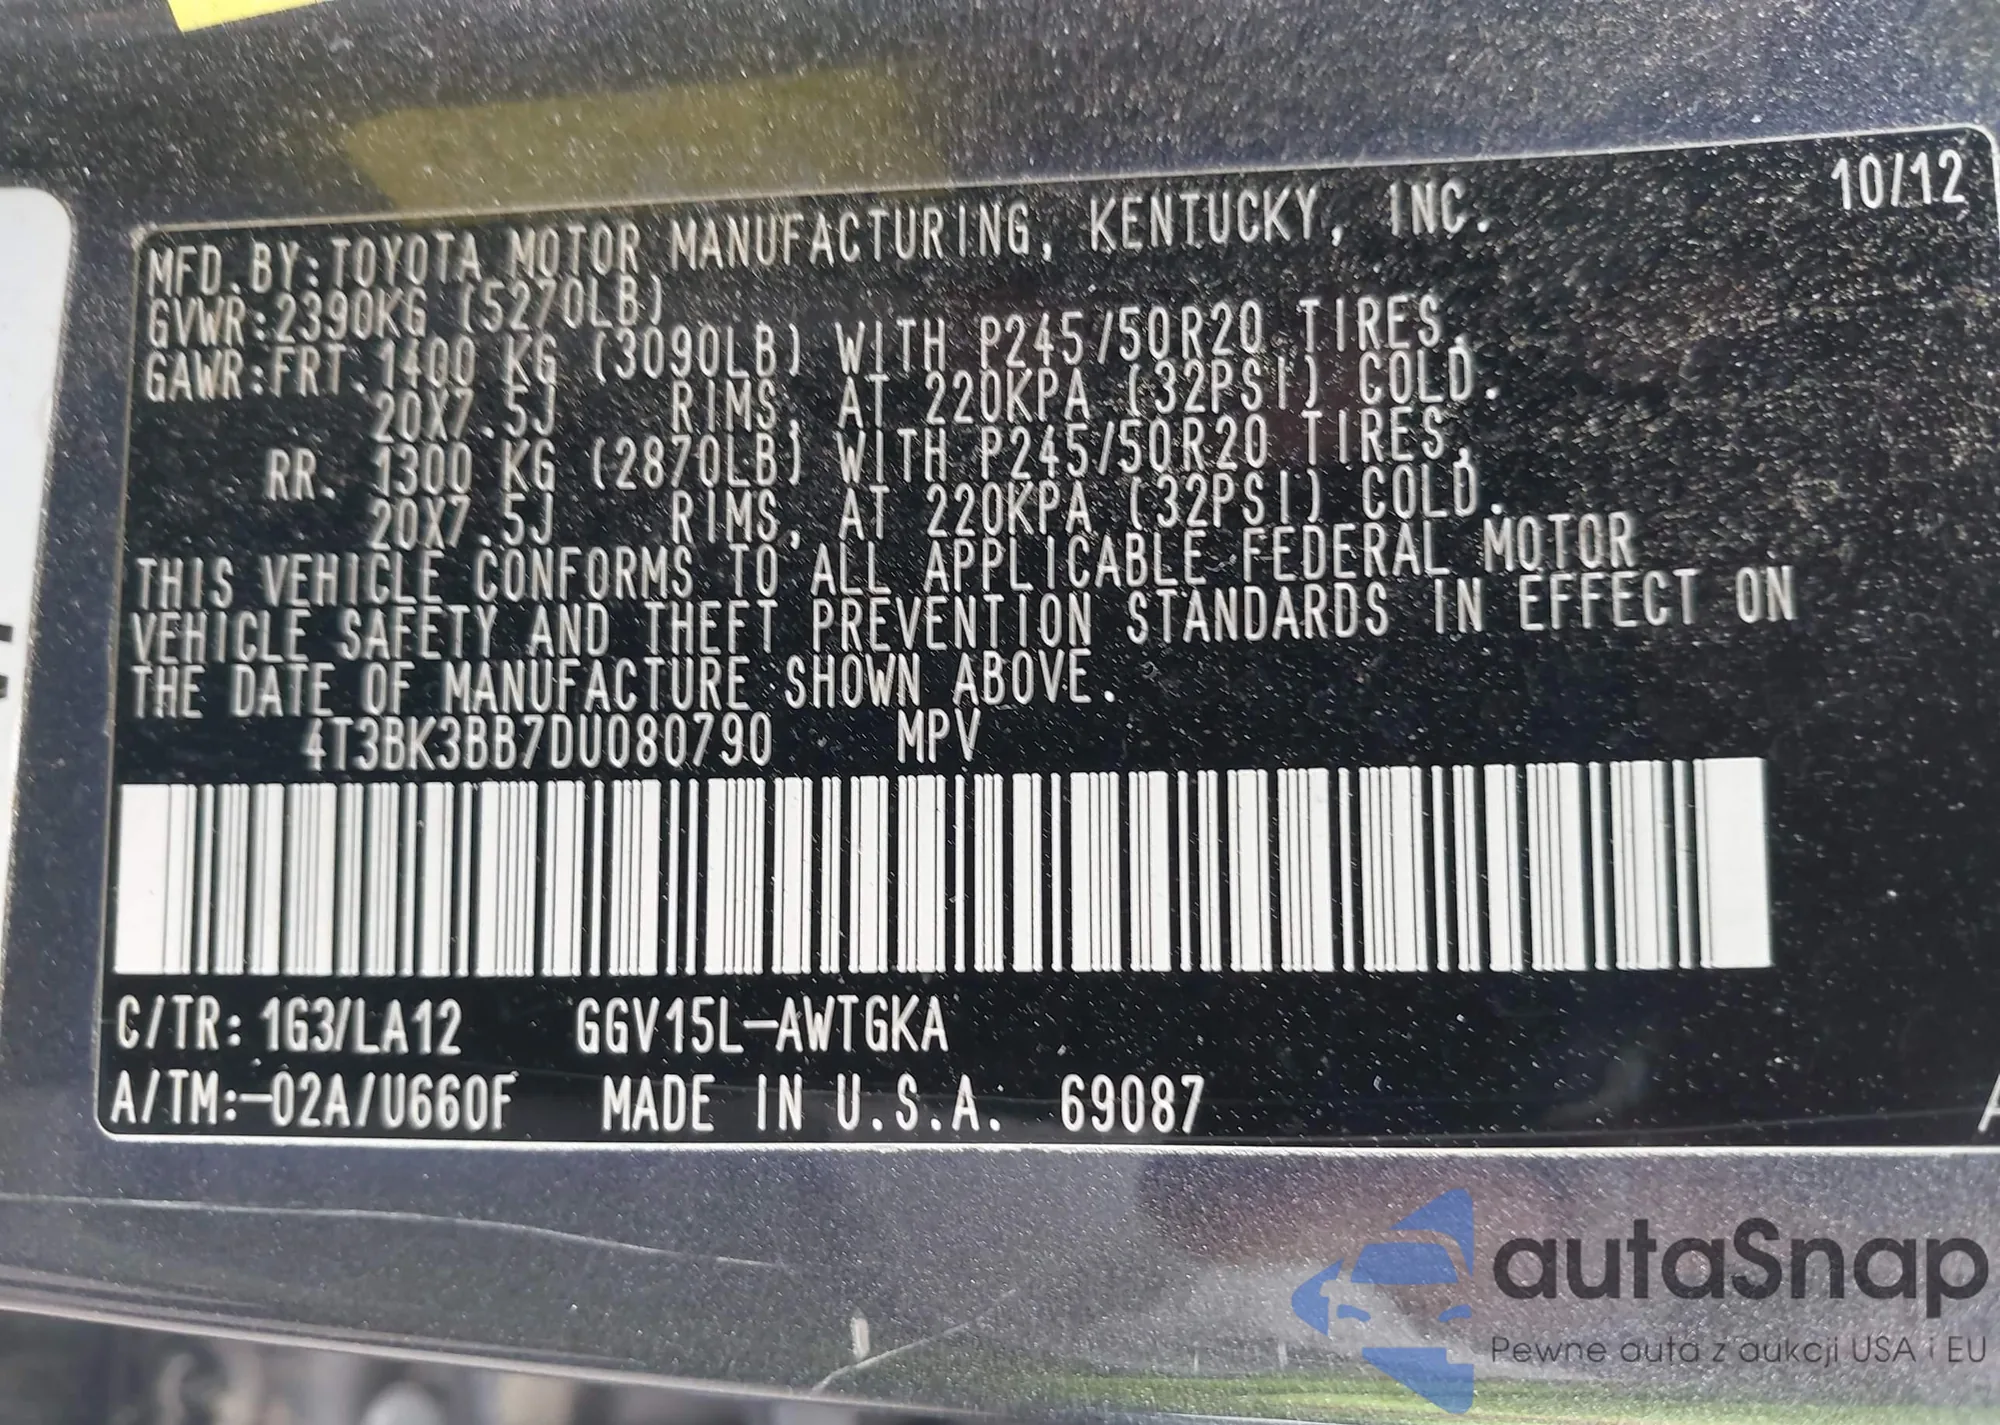 10/12
MFD. BY: TOYOTA MOTOR MANUFACTURING, KENTUCKY, INC.
GVWR: 2390KG (5270LB)
GAWR: FRT. 1400 KG (3090LB) WITH P245/50R20 TIRES,
20X7.5J RIMS, AT 220KPA (32PSI) COLD.
RR. 1300 KG (2870LB) WITH P245/50R20 TIRES,
20X7.5J RIMS, AT 220KPA (32PSI) COLD.
THIS VEHICLE CONFORMS TO ALL APPLICABLE FEDERAL MOTOR
VEHICLE SAFETY AND THEFT PREVENTION STANDARDS IN EFFECT ON
THE DATE OF MANUFACTURE SHOWN ABOVE.
4T3BK3BB7DU080790 MPV
C/TR: 1G3/LA12 GGV15L-AWTGKA
A/TM:-02A/U660F MADE IN U.S.A. 69087
autaSnap
Pewne auta z aukcji USA i EU